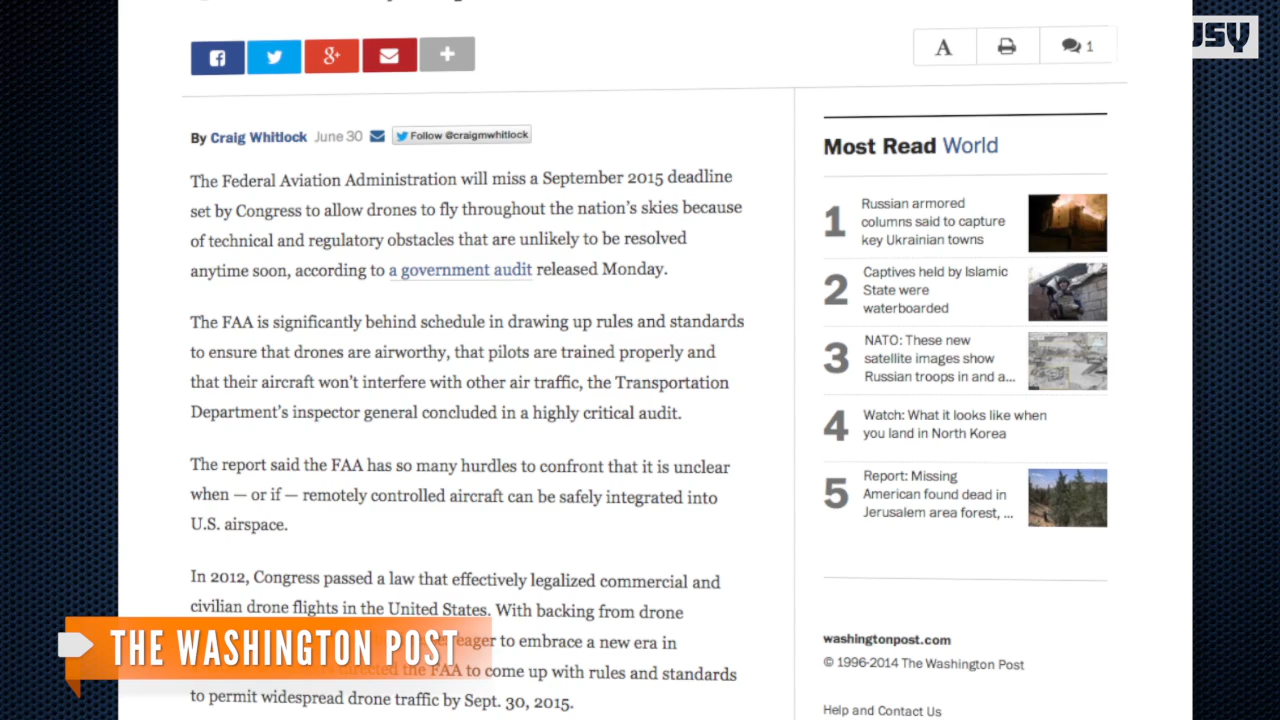 A
1
By Craig Whitlock June 30 Follow @craigmwhitlock
The Federal Aviation Administration will miss a September 2015 deadline
set by Congress to allow drones to fly throughout the nation's skies because
of technical and regulatory obstacles that are unlikely to be resolved
anytime soon, according to a government audit released Monday.
The FAA is significantly behind schedule in drawing up rules and standards
to ensure that drones are airworthy, that pilots are trained properly and
that their aircraft won't interfere with other air traffic, the Transportation
Department's inspector general concluded in a highly critical audit.
The report said the FAA has so many hurdles to confront that it is unclear
when — or if — remotely controlled aircraft can be safely integrated into
U.S. airspace.
In 2012, Congress passed a law that effectively legalized commercial and
civilian drone flights in the United States. With backing from drone
eager to embrace a new era in
directed the FAA to come up with rules and standards
to permit widespread drone traffic by Sept. 30, 2015.
Most Read World
1 Russian armored
columns said to capture
key Ukrainian towns
2 Captives held by Islamic
State were
waterboarded
3 NATO: These new
satellite images show
Russian troops in and a...
4 Watch: What it looks like when
you land in North Korea
5 Report: Missing
American found dead in
Jerusalem area forest, ...
washingtonpost.com
© 1996-2014 The Washington Post
Help and Contact Us
THE WASHINGTON POST